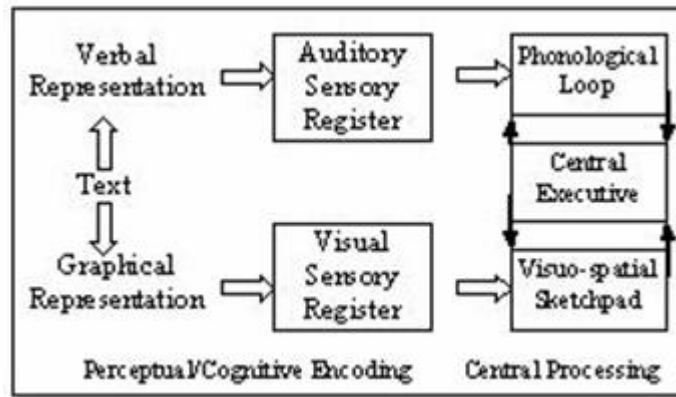 Verbal
Representation
Auditory
Sensory
Register
Phonological
Loop
Text
Central
Executive
Graphical
Representation
Visual
Sensory
Register
Visuo-spatial
Sketchpad
Perceptual/Cognitive Encoding
Central Processing